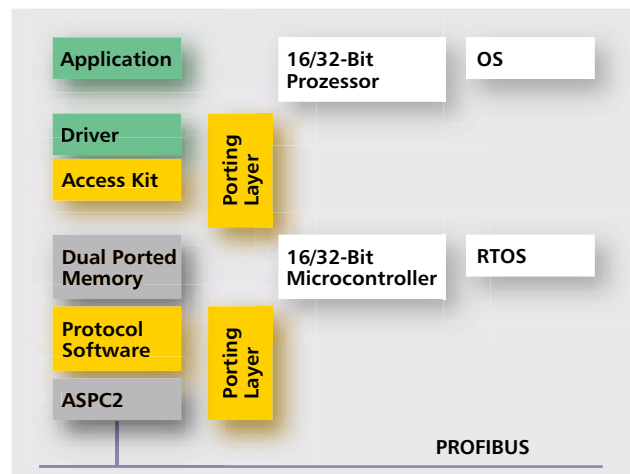 Application
16/32-Bit
Prozessor
OS
Driver
Access Kit
Porting
Layer
Dual Ported
Memory
16/32-Bit
Microcontroller
RTOS
Protocol
Software
Porting
Layer
ASPC2
PROFIBUS